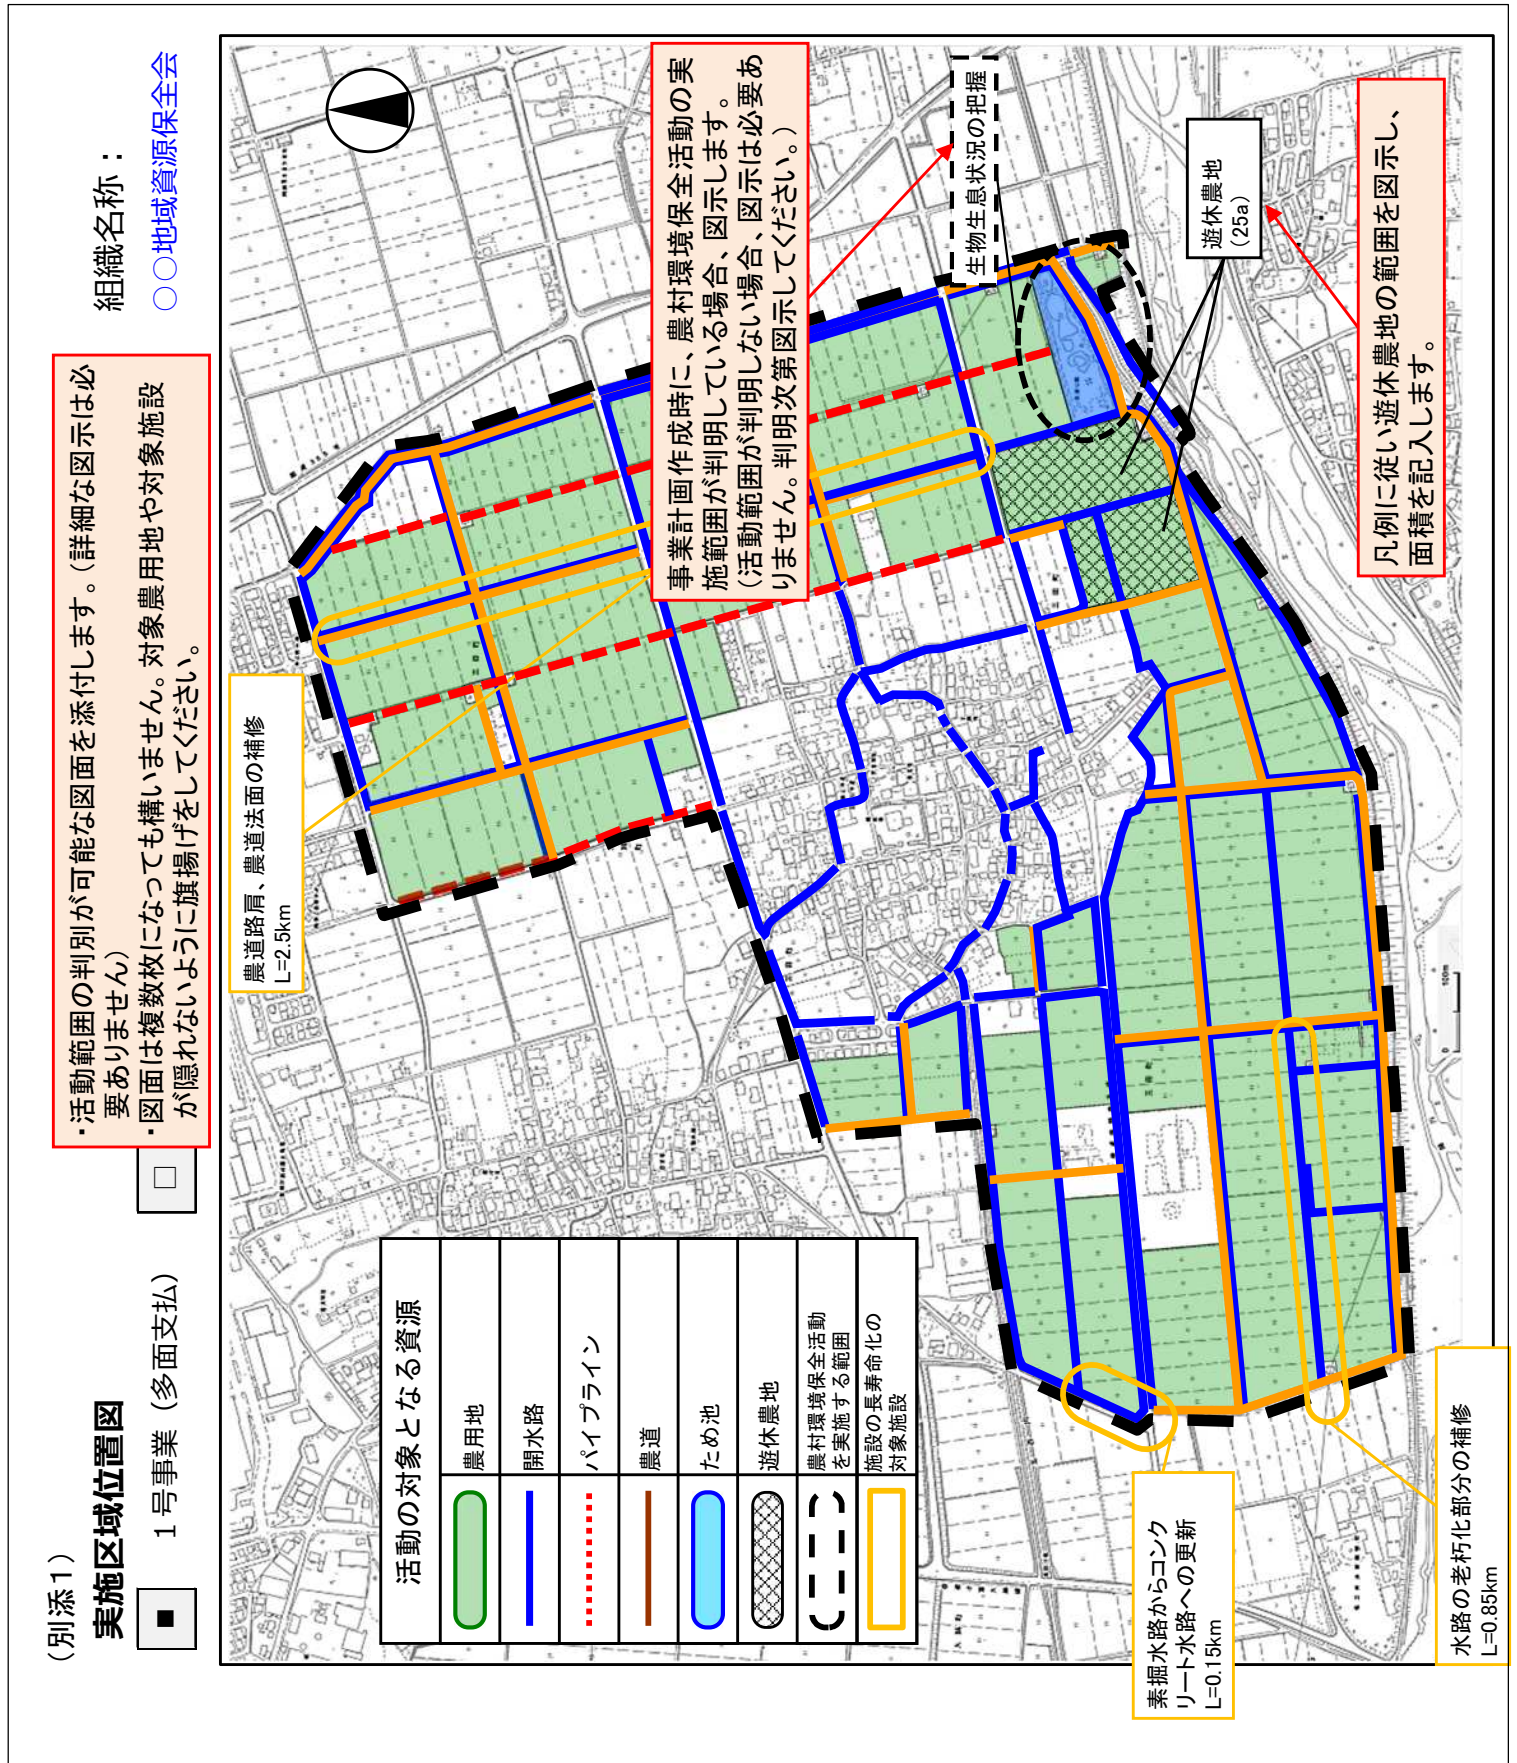 (別添1)
実施区域位置図
■ 1号事業(多面支払) □
組織名称:
○○地域資源保全会
・活動範囲の判別が可能な図面を添付します。(詳細な図示は必
要ありません)
・図面は複数枚になっても構いません。対象農用地や対象施設
が隠れないように旗揚げをしてください。
農道路肩、農道法面の補修
L=2.5km
事業計画作成時に、農村環境保全活動の実
施範囲が判明している場合、図示します。
(活動範囲が判明しない場合、図示は必要あ
りません。判明次第図示してください。)
生物生息状況の把握
遊休農地
(25a)
凡例に従い遊休農地の範囲を図示し、
面積を記入します。
活動の対象となる資源
農用地
開水路
パイプライン
農道
ため池
遊休農地
農村環境保全活動
を実施する範囲
施設の長寿命化の
対象施設
素掘水路からコンク
リート水路への更新
L=0.15km
水路の老朽化部分の補修
L=0.85km
0 100m